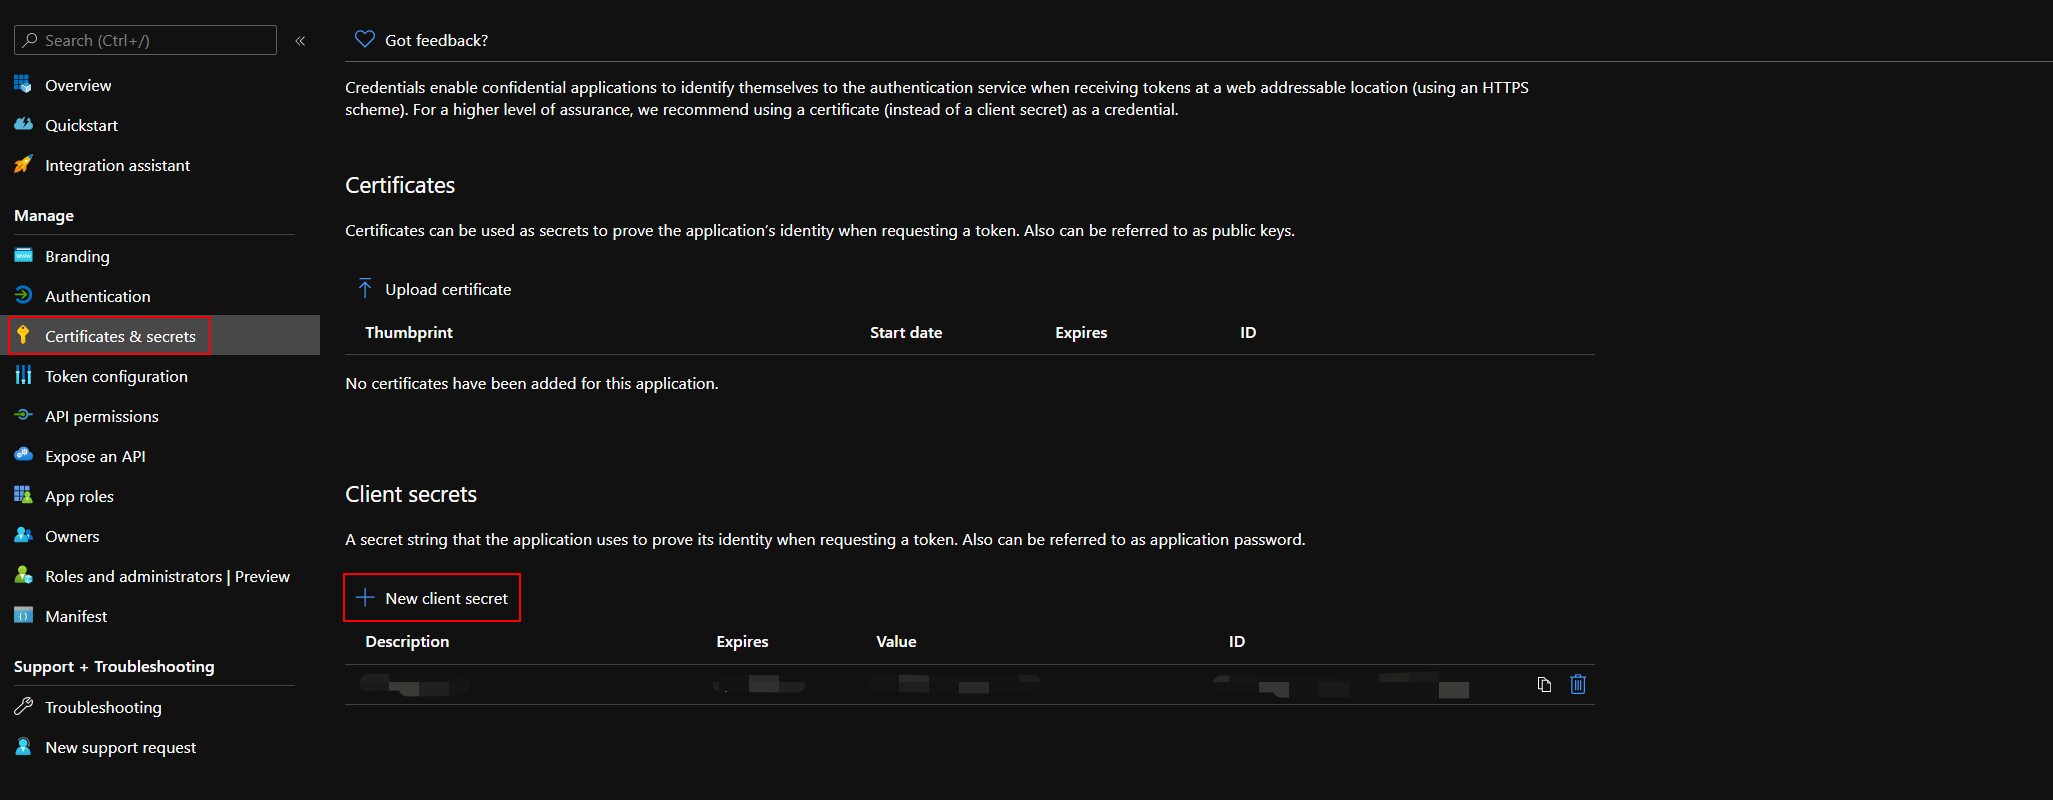 Search (Ctrl+/)
«
Overview
Quickstart
Integration assistant
Manage
Branding
Authentication
Certificates & secrets
Token configuration
API permissions
Expose an API
App roles
Owners
Roles and administrators | Preview
Manifest
Support + Troubleshooting
Troubleshooting
New support request
Got feedback?
Credentials enable confidential applications to identify themselves to the authentication service when receiving tokens at a web addressable location (using an HTTPS
scheme). For a higher level of assurance, we recommend using a certificate (instead of a client secret) as a credential.
Certificates
Certificates can be used as secrets to prove the application's identity when requesting a token. Also can be referred to as public keys.
Upload certificate
Thumbprint Start date Expires ID
No certificates have been added for this application.
Client secrets
A secret string that the application uses to prove its identity when requesting a token. Also can be referred to as application password.
New client secret
Description Expires Value ID